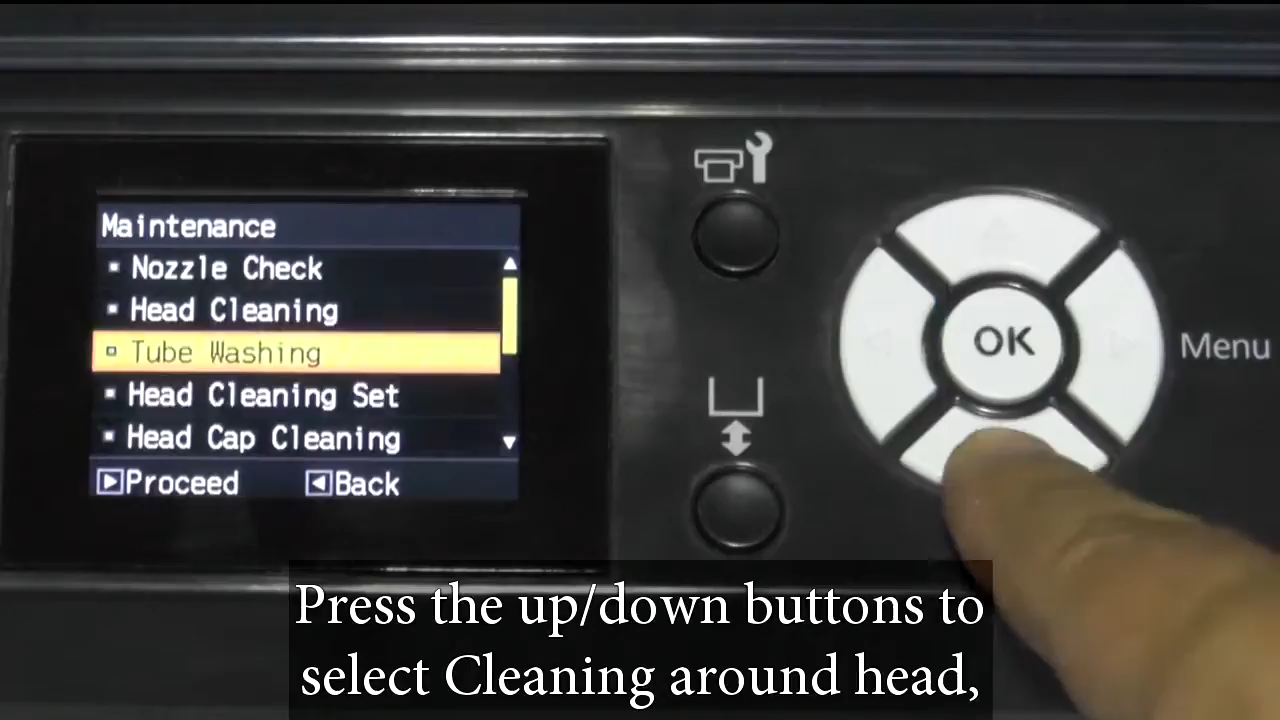 Maintenance
Nozzle Check
Head Cleaning
Tube Washing
Head Cleaning Set
Head Cap Cleaning
Proceed Back
OK
Menu
Press the up/down buttons to
select Cleaning around head,